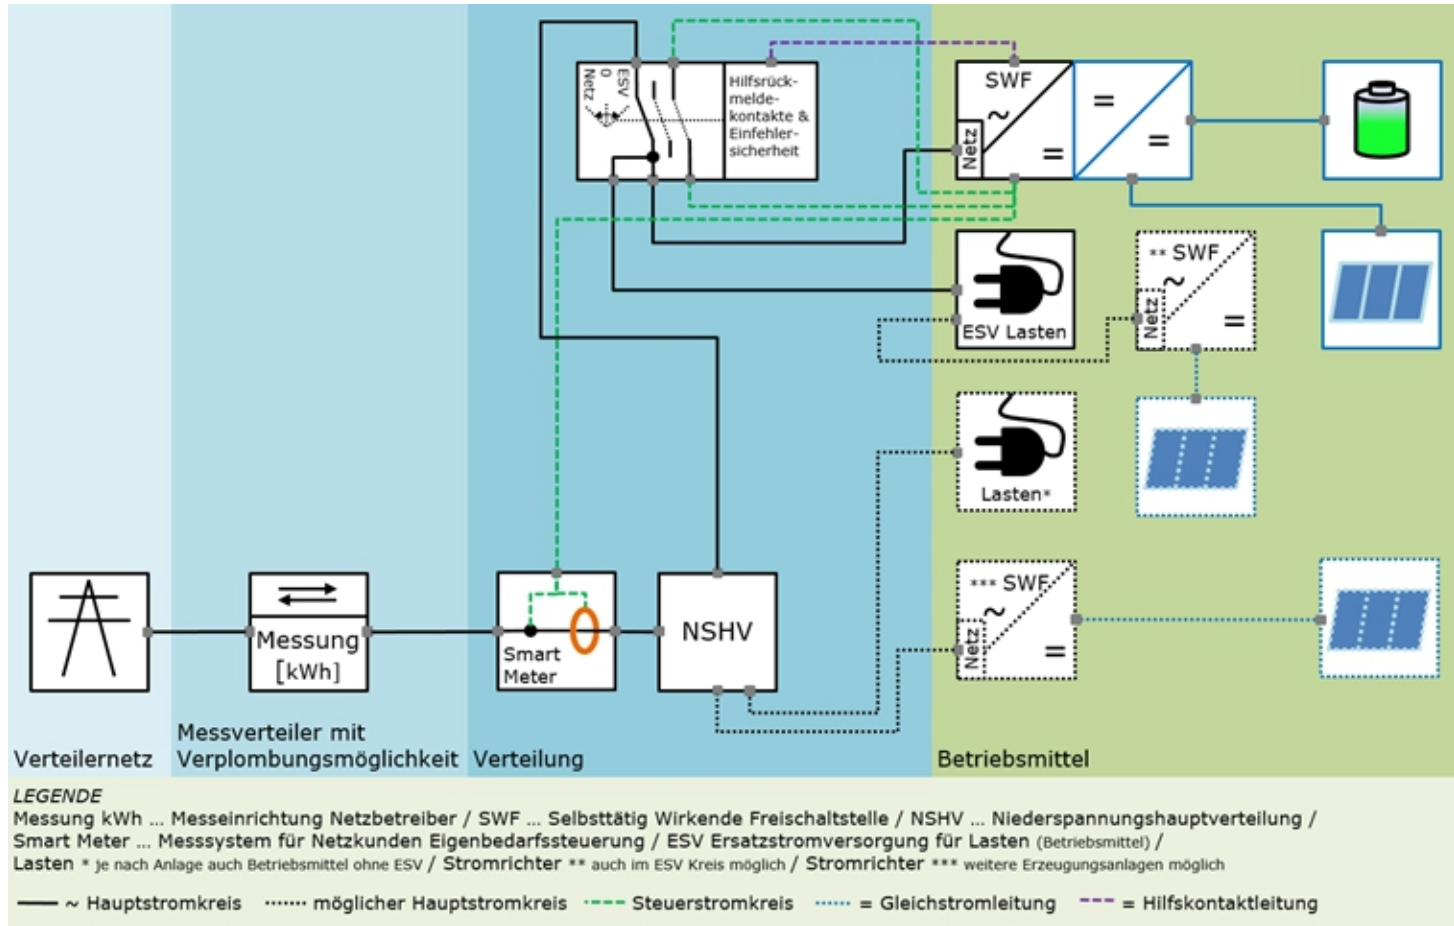 ESV
0
Netz
Hilfsrück-
melde-
kontakte &
Einfehler-
sicherheit
SWF
~
Netz
=
=
=
ESV Lasten
** SWF
~
Netz
=
Lasten*
*** SWF
~
Netz
=
Messung
[kWh]
Smart
Meter
NSHV
Verteilernetz
Messverteiler mit
Verplombungsmöglichkeit
Verteilung
Betriebsmittel
LEGENDE
Messung kWh ... Messeinrichtung Netzbetreiber / SWF ... Selbsttätig Wirkende Freischaltstelle / NSHV ... Niederspannungshauptverteilung /
Smart Meter ... Messsystem für Netzkunden Eigenbedarfssteuerung / ESV Ersatzstromversorgung für Lasten (Betriebsmittel) /
Lasten * je nach Anlage auch Betriebsmittel ohne ESV / Stromrichter ** auch im ESV Kreis möglich / Stromrichter *** weitere Erzeugungsanlagen möglich
~ Hauptstromkreis möglicher Hauptstromkreis Steuerstromkreis = Gleichstromleitung = Hilfskontaktleitung